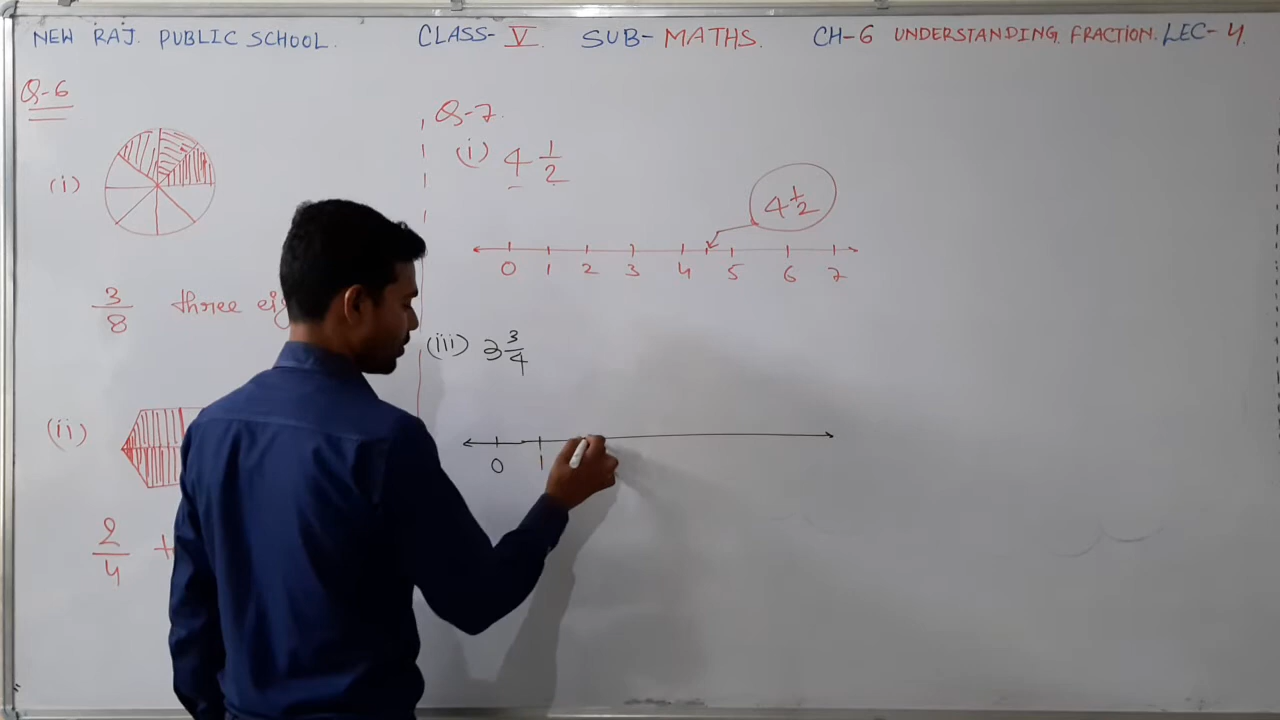 NEW RAJ. PUBLIC SCHOOL. CLASS- V. SUB- MATHS. CH-6 UNDERSTANDING. FRACTION. LEC- 4.
Q-6
(i)
3/8 three
(ii)
2/4
Q-7.
(i) 4 1/2
4 1/2
0 1 2 3 4 5 6 7
(iii) 3 3/4
0 1